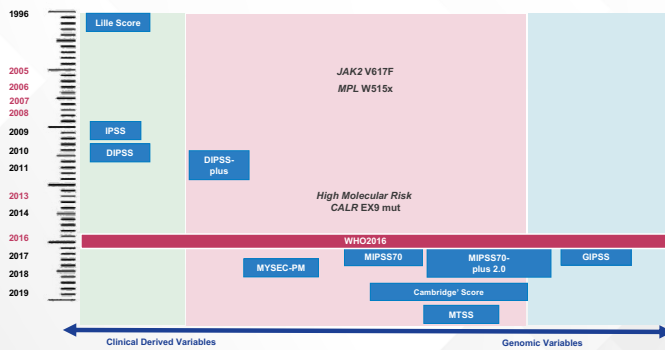 1996
Lille Score
2005
JAK2 V617F
2006
MPL W515x
2007
2008
2009
IPSS
2010
DIPSS
DIPSS-
plus
2011
2013
High Molecular Risk
CALR EX9 mut
2014
2016
WHO2016
2017
MIPSS70
MIPSS70-
plus 2.0
GIPSS
MYSEC-PM
2018
2019
Cambridge' Score
MTSS
Clinical Derived Variables
Genomic Variables